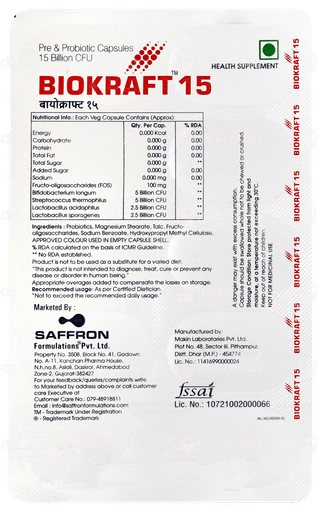 Pre & Probiotic Capsules
15 Billion CFU
BIOKRAFT™ 15
बायोक्राफ्ट १५
HEALTH SUPPLEMENT
Nutritional Info.: Each Veg Capsule Contains (Approx):
Qty. Per Cap. % RDA
Energy 0.000 Kcal 0.00
Carbohydrate 0.000 g 0.00
Protein 0.000 g 0.00
Total Fat 0.000 g 0.00
Total Sugar 0.000 g **
Added Sugar 0.000 g 0.00
Sodium 0.000 mg 0.00
Fructo-oligosaccharides (FOS) 100 mg **
Bifidobacterium longum 5 Billion CFU **
Streptococcus thermophilus 5 Billion CFU **
Lactobacillus acidophilus 2.5 Billion CFU **
Lactobacillus sporogenes 2.5 Billion CFU **
Ingredients : Probiotics, Magnesium Stearate, Talc, Fructo-
oligosaccharides, Sodium Benzoate, Hydroxypropyl Methyl Cellulose.
APPROVED COLOUR USED IN EMPTY CAPSULE SHELL.
% RDA calculated on the basis of ICMR Guideline.
** No RDA established.
Product is not to be used as a substitute for a varied diet.
"This product is not intended to diagnose, treat, cure or prevent any
disease or disorder in human being."
Appropriate overages added to compensate the losses on storage.
Recommended usage: As per Certified Dietician.
"Not to exceed the recommended daily usage."
A danger may exist with excess consumption.
Capsule should be swallowed whole not to be chewed or crushed.
Storage Condition: Store protected from light and
moisture, at a temperature not exceeding 30°C.
Keep out of reach of children.
NOT FOR MEDICINAL USE
Marketed By :
SAFFRON
Formulations Pvt. Ltd.
Property No. 3508, Block No. 41, Godown
No. A-11, Kanchan Pharma House,
N.H.no.8, Aslali, Daskroi, Ahmedabad
Zone-2, Gujarat-382427
For your feedback/queries/complaints write
to Marketed by address above or call customer
care Executive at
Customer Care No.: 079-48918811
Email : info@saffronformulations.com
TM - Trademark Under Registration
® - Registered Trademark
Manufactured by:
Makin Laboratories Pvt. Ltd.
Plot No. 48, Sector III, Pithampur,
Distt. Dhar (M.P.) - 454774
Lic. No.: 11416990000024
fssai
Lic. No.: 10721002000066
BIOKRAFT 15
BIOKRAFT 15
BIOKRAFT 15
BIOKRAFT 15
BIOKRAFT 15